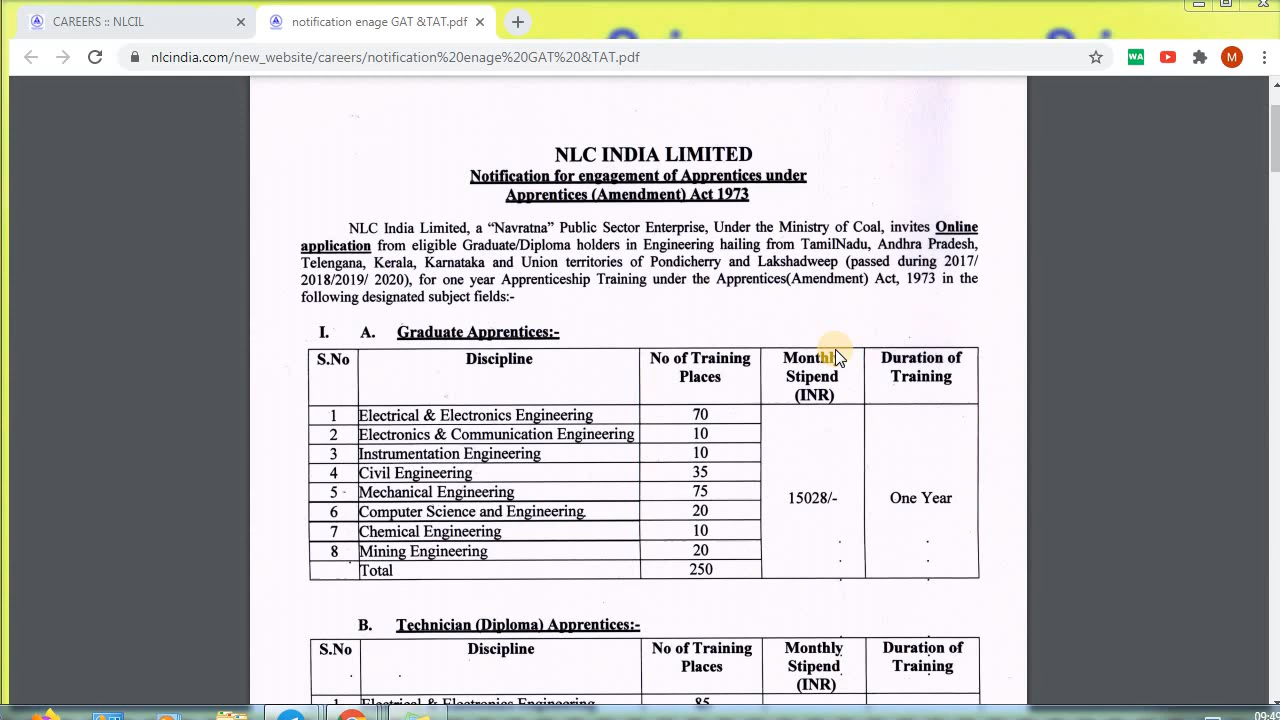 CAREERS :: NLCIL
notification enage GAT &TAT.pdf
nlcindia.com/new_website/careers/notification%20enage%20GAT%20&TAT.pdf
WA
M
NLC INDIA LIMITED
Notification for engagement of Apprentices under
Apprentices (Amendment) Act 1973
NLC India Limited, a “Navratna” Public Sector Enterprise, Under the Ministry of Coal, invites Online
application from eligible Graduate/Diploma holders in Engineering hailing from TamilNadu, Andhra Pradesh,
Telengana, Kerala, Karnataka and Union territories of Pondicherry and Lakshadweep (passed during 2017/
2018/2019/ 2020), for one year Apprenticeship Training under the Apprentices(Amendment) Act, 1973 in the
following designated subject fields:-
I. A. Graduate Apprentices:-
S.No Discipline No of Training Places Monthly Stipend (INR) Duration of Training
1 Electrical & Electronics Engineering 70
2 Electronics & Communication Engineering 10
3 Instrumentation Engineering 10
4 Civil Engineering 35
5 Mechanical Engineering 75 15028/- One Year
6 Computer Science and Engineering 20
7 Chemical Engineering 10
8 Mining Engineering 20
Total 250
B. Technician (Diploma) Apprentices:-
S.No Discipline No of Training Places Monthly Stipend (INR) Duration of Training
1 Electrical & Electronics Engineering 85